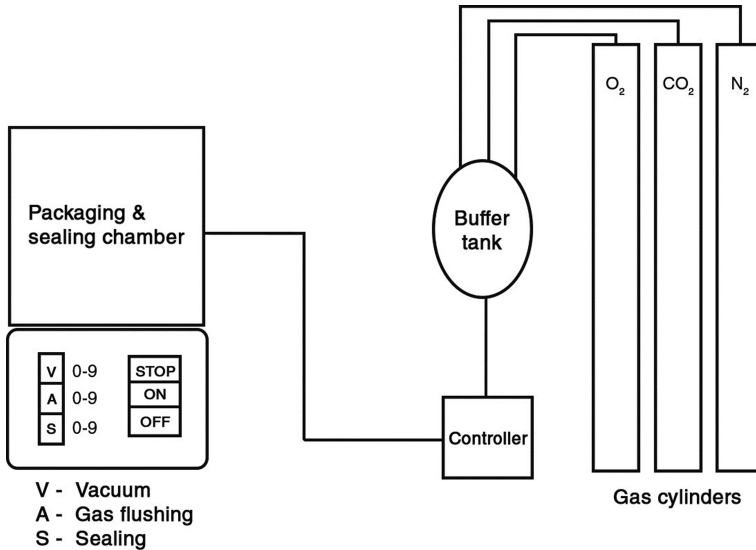 O2
CO2
N2
Packaging &
sealing chamber
Buffer
tank
V 0-9
A 0-9
S 0-9
STOP
ON
OFF
Controller
V - Vacuum
A - Gas flushing
S - Sealing
Gas cylinders